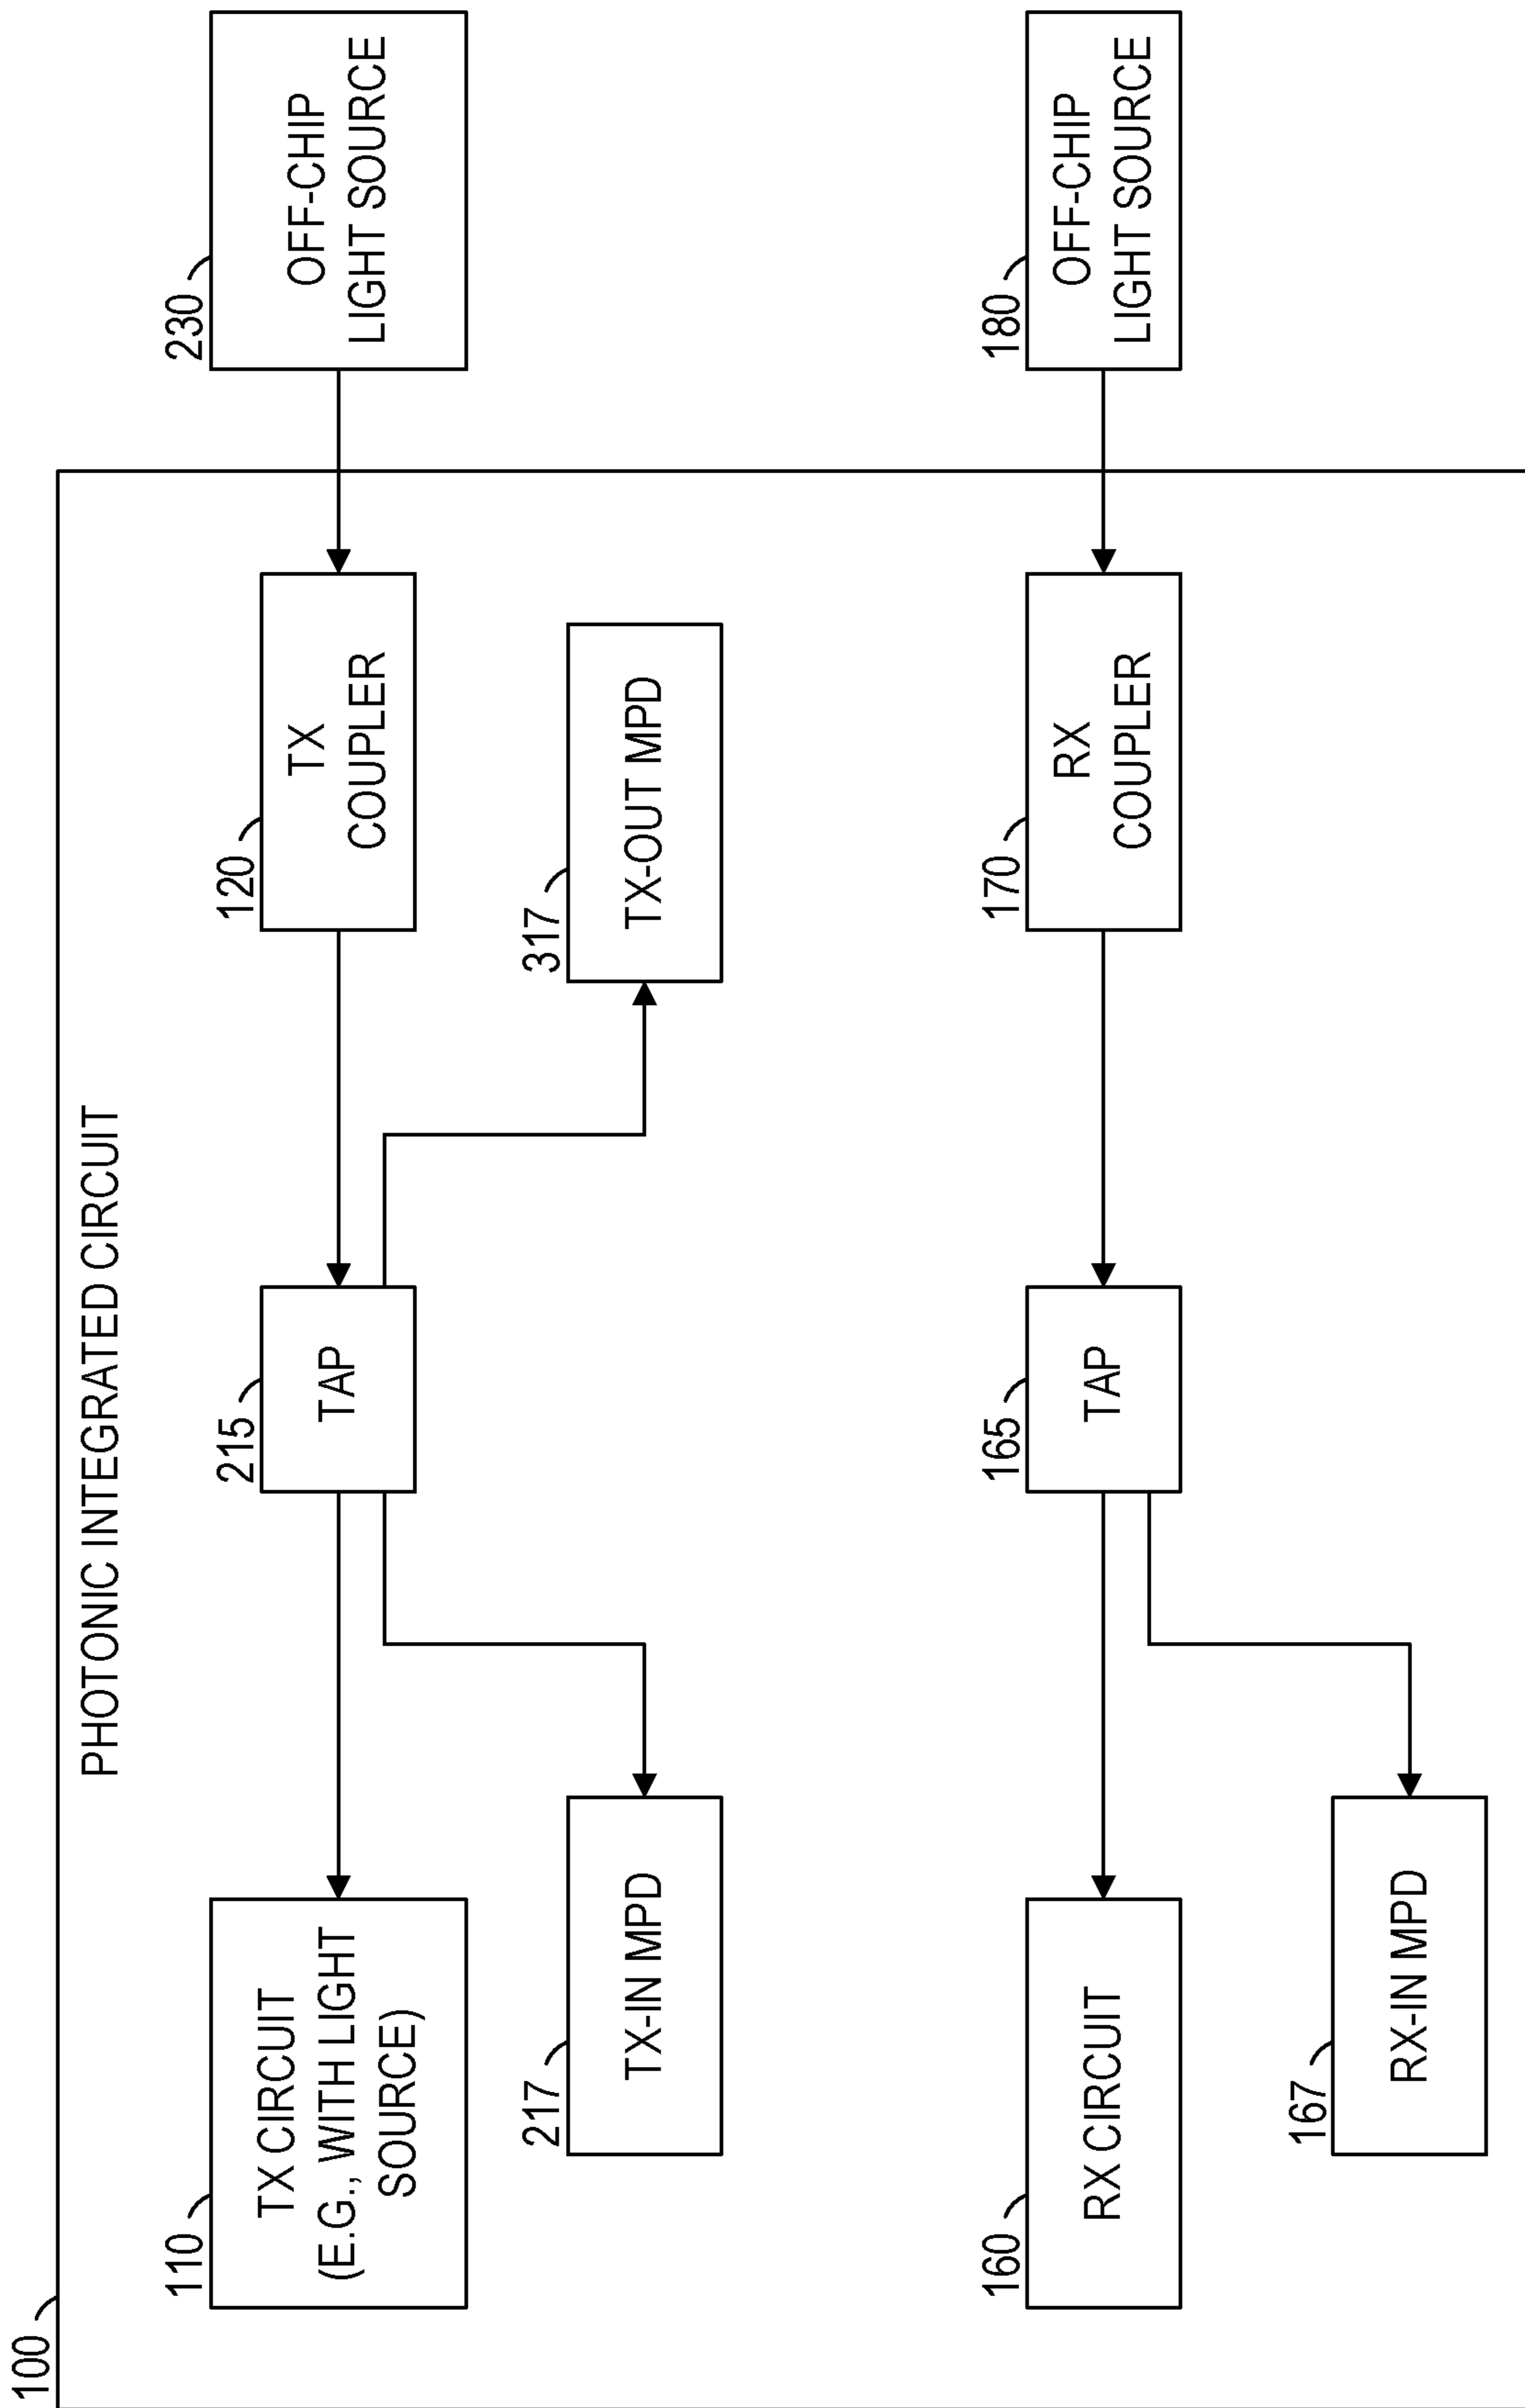 100
PHOTONIC INTEGRATED CIRCUIT
110
TX CIRCUIT
(E.G., WITH LIGHT
SOURCE)
215
TAP
120
TX
COUPLER
230
OFF-CHIP
LIGHT SOURCE
217
TX-IN MPD
317
TX-OUT MPD
160
RX CIRCUIT
165
TAP
170
RX
COUPLER
180
OFF-CHIP
LIGHT SOURCE
167
RX-IN MPD